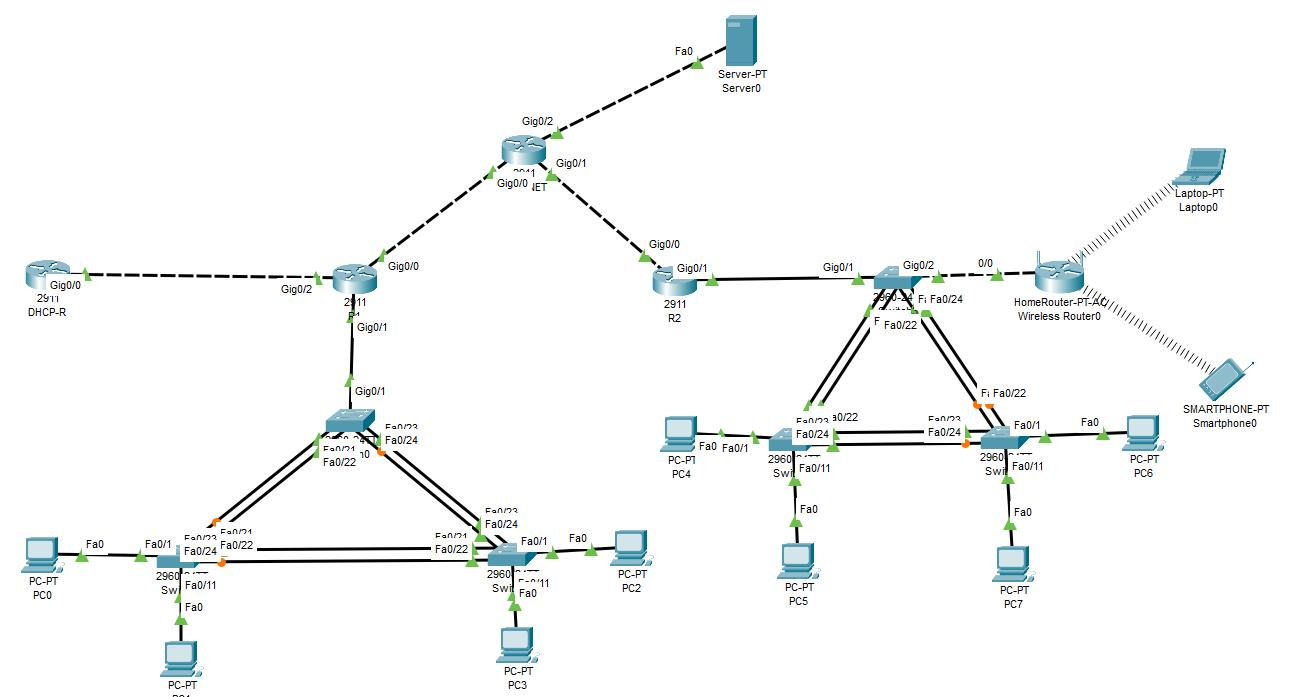 Fa0
Server-PT
Server0
Gig0/2
2911
Gig0/0
Gig0/1
Laptop-PT
Laptop0
Gig0/0
2911
DHCP-R
Gig0/2
Gig0/0
2911
Gig0/1
Gig0/0
Gig0/1
2911
R2
Gig0/1
Gig0/2
0/0
HomeRouter-PT-AC
Wireless Router0
Fa0/24
Fa0/22
SMARTPHONE-PT
Smartphone0
Gig0/1
Fa0/23
Fa0/24
Fa0/21
Fa0/22
Fa0/22
Fa0/24
Fa0/23
Fa0/24
Fa0/22
Fa0/1
Fa0
PC-PT
PC4
Fa0
Fa0/1
Fa0/11
Fa0/11
PC-PT
PC6
Fa0
Fa0
PC-PT
PC5
PC-PT
PC7
Fa0
Fa0/1
Fa0/23
Fa0/24
Fa0/21
Fa0/22
Fa0/21
Fa0/22
Fa0/23
Fa0/24
Fa0/1
Fa0
PC-PT
PC0
Fa0/11
Fa0
PC-PT
Fa0/11
Fa0
PC-PT
PC3
PC-PT
PC2